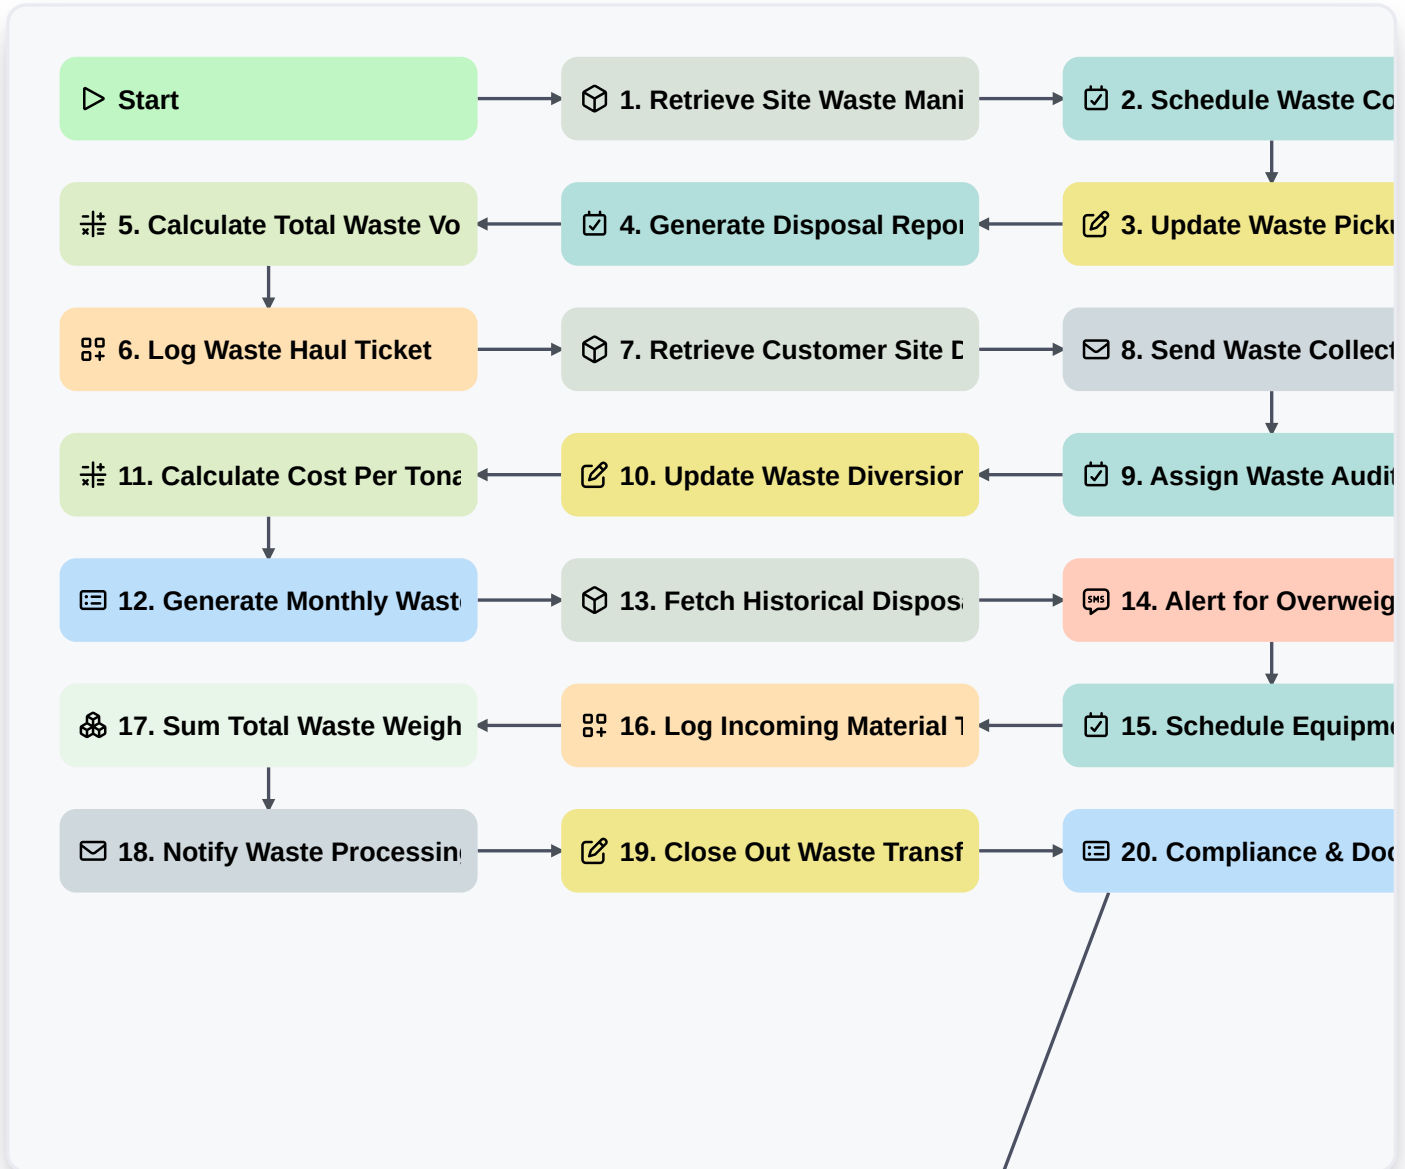 Start
1. Retrieve Site Waste Mani
2. Schedule Waste Co
5. Calculate Total Waste Vo
4. Generate Disposal Repor
3. Update Waste Pick
6. Log Waste Haul Ticket
7. Retrieve Customer Site D
8. Send Waste Collect
11. Calculate Cost Per Tona
10. Update Waste Diversion
9. Assign Waste Audit
12. Generate Monthly Wast
13. Fetch Historical Dispos
14. Alert for Overweig
SMS
17. Sum Total Waste Weigh
16. Log Incoming Material T
15. Schedule Equipme
18. Notify Waste Processing
19. Close Out Waste Transf
20. Compliance & Doc